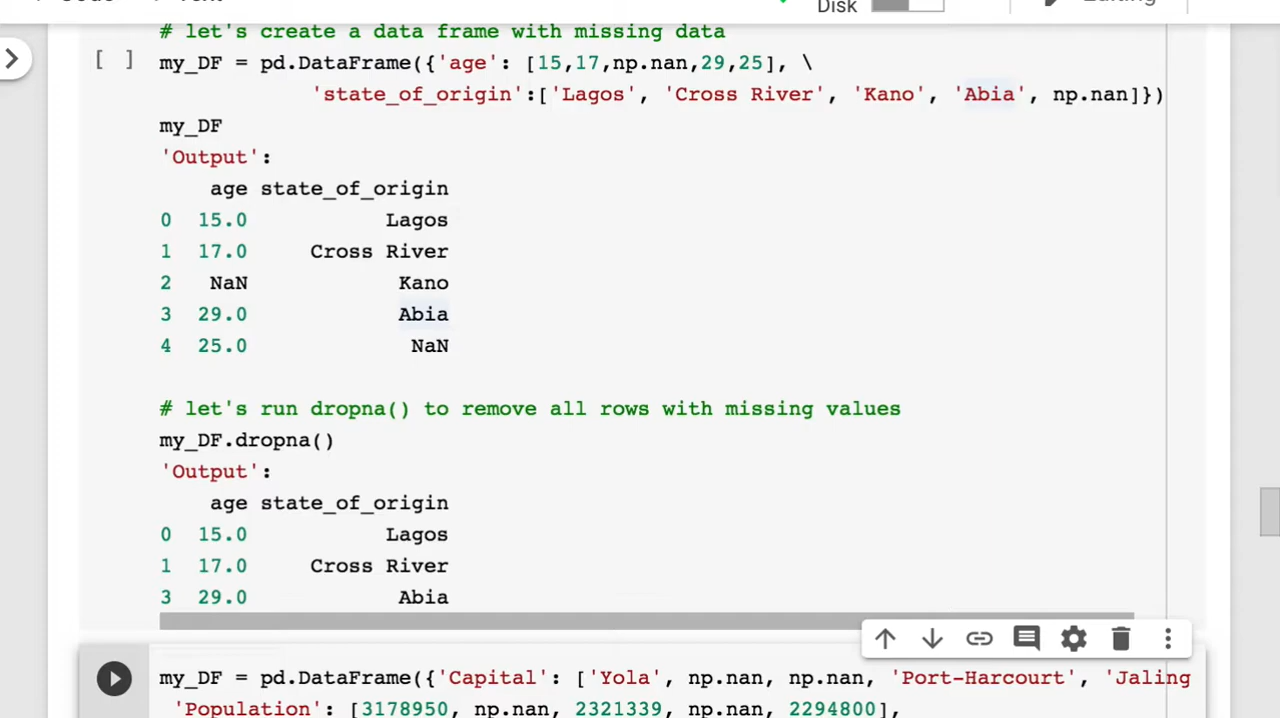 Disk
Editing
# let's create a data frame with missing data
[ ] my_DF = pd.DataFrame({'age': [15,17,np.nan,29,25], \
'state_of_origin':['Lagos', 'Cross River', 'Kano', 'Abia', np.nan]})
my_DF
'Output':
age state_of_origin
0 15.0 Lagos
1 17.0 Cross River
2 NaN Kano
3 29.0 Abia
4 25.0 NaN
# let's run dropna() to remove all rows with missing values
my_DF.dropna()
'Output':
age state_of_origin
0 15.0 Lagos
1 17.0 Cross River
3 29.0 Abia
my_DF = pd.DataFrame({'Capital': ['Yola', np.nan, np.nan, 'Port-Harcourt', 'Jaling
'Population': [3178950, np.nan, 2321339, np.nan, 2294800],